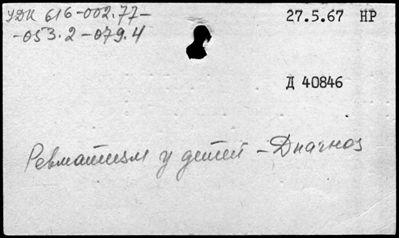 УДК 616-002.77-
-053.2-079.4
27.5.67 НР
Д 40846
Ревматизм у детей - Диагноз